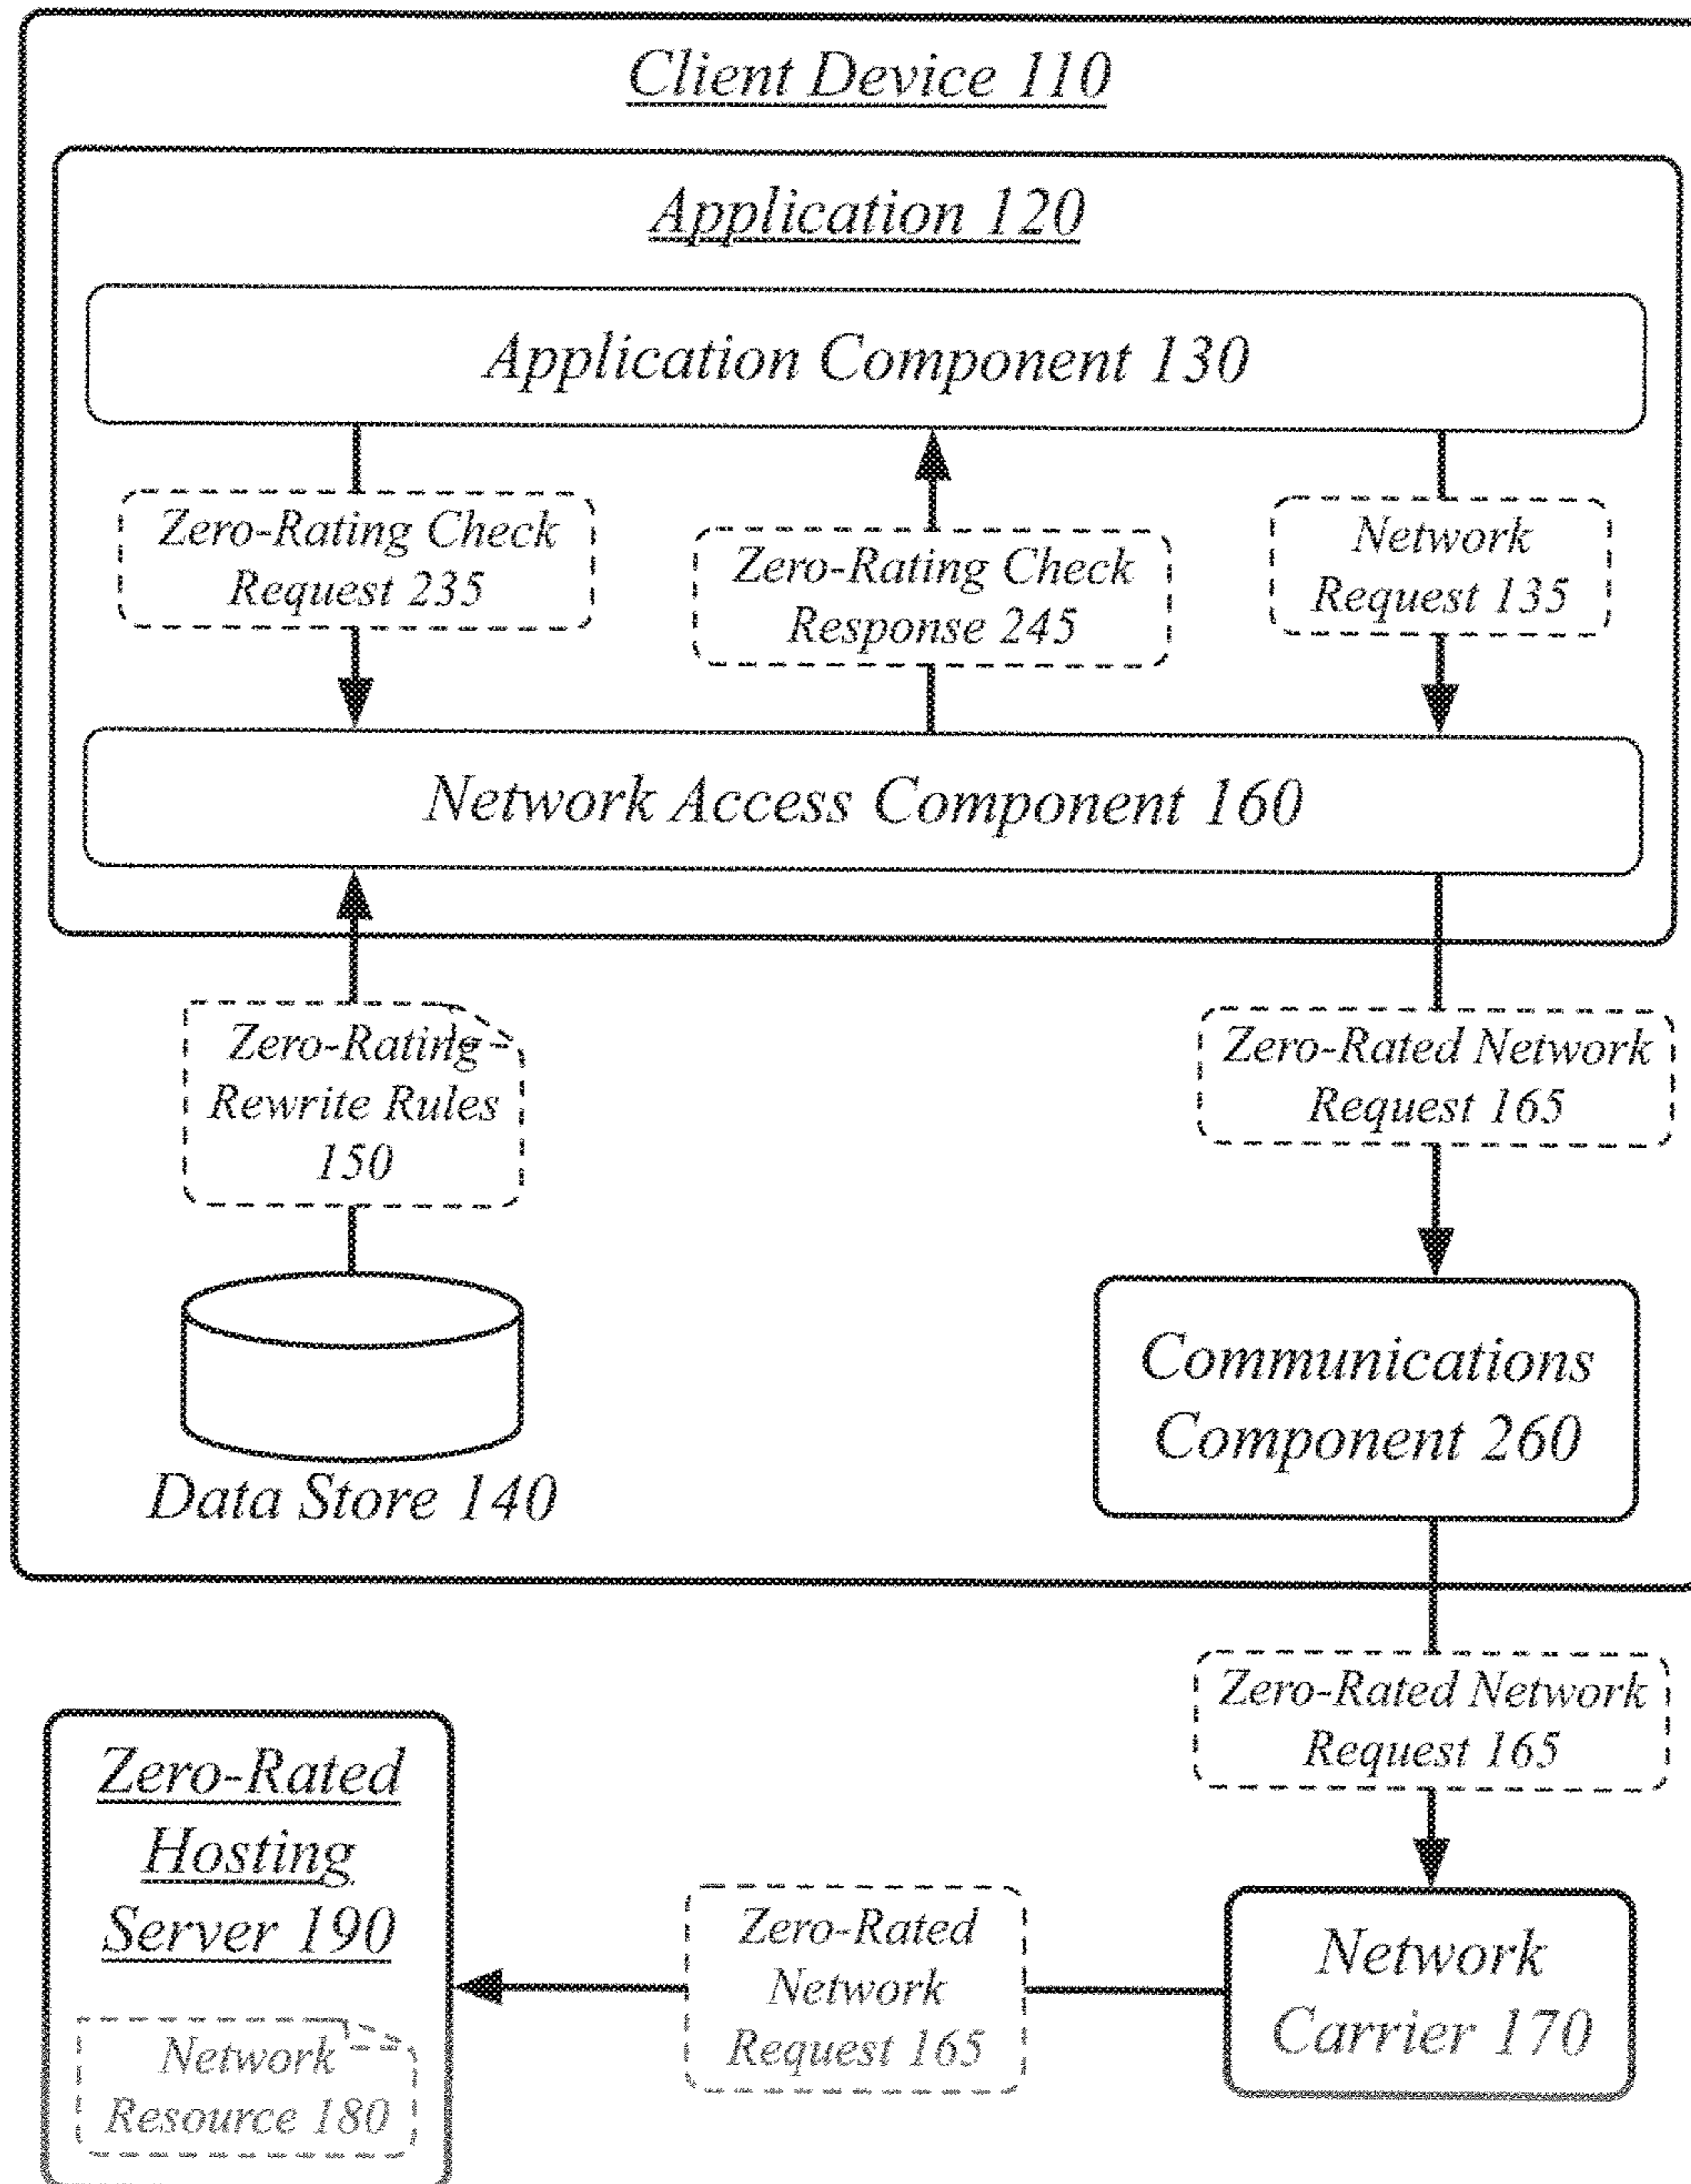 Client Device 110
Application 120
Application Component 130
Zero-Rating Check
Request 235
Zero-Rating Check
Response 245
Network
Request 135
Network Access Component 160
Zero-Rating
Rewrite Rules
150
Zero-Rated Network
Request 165
Data Store 140
Communications
Component 260
Zero-Rated Network
Request 165
Zero-Rated
Hosting
Server 190
Network
Resource 180
Zero-Rated
Network
Request 165
Network
Carrier 170